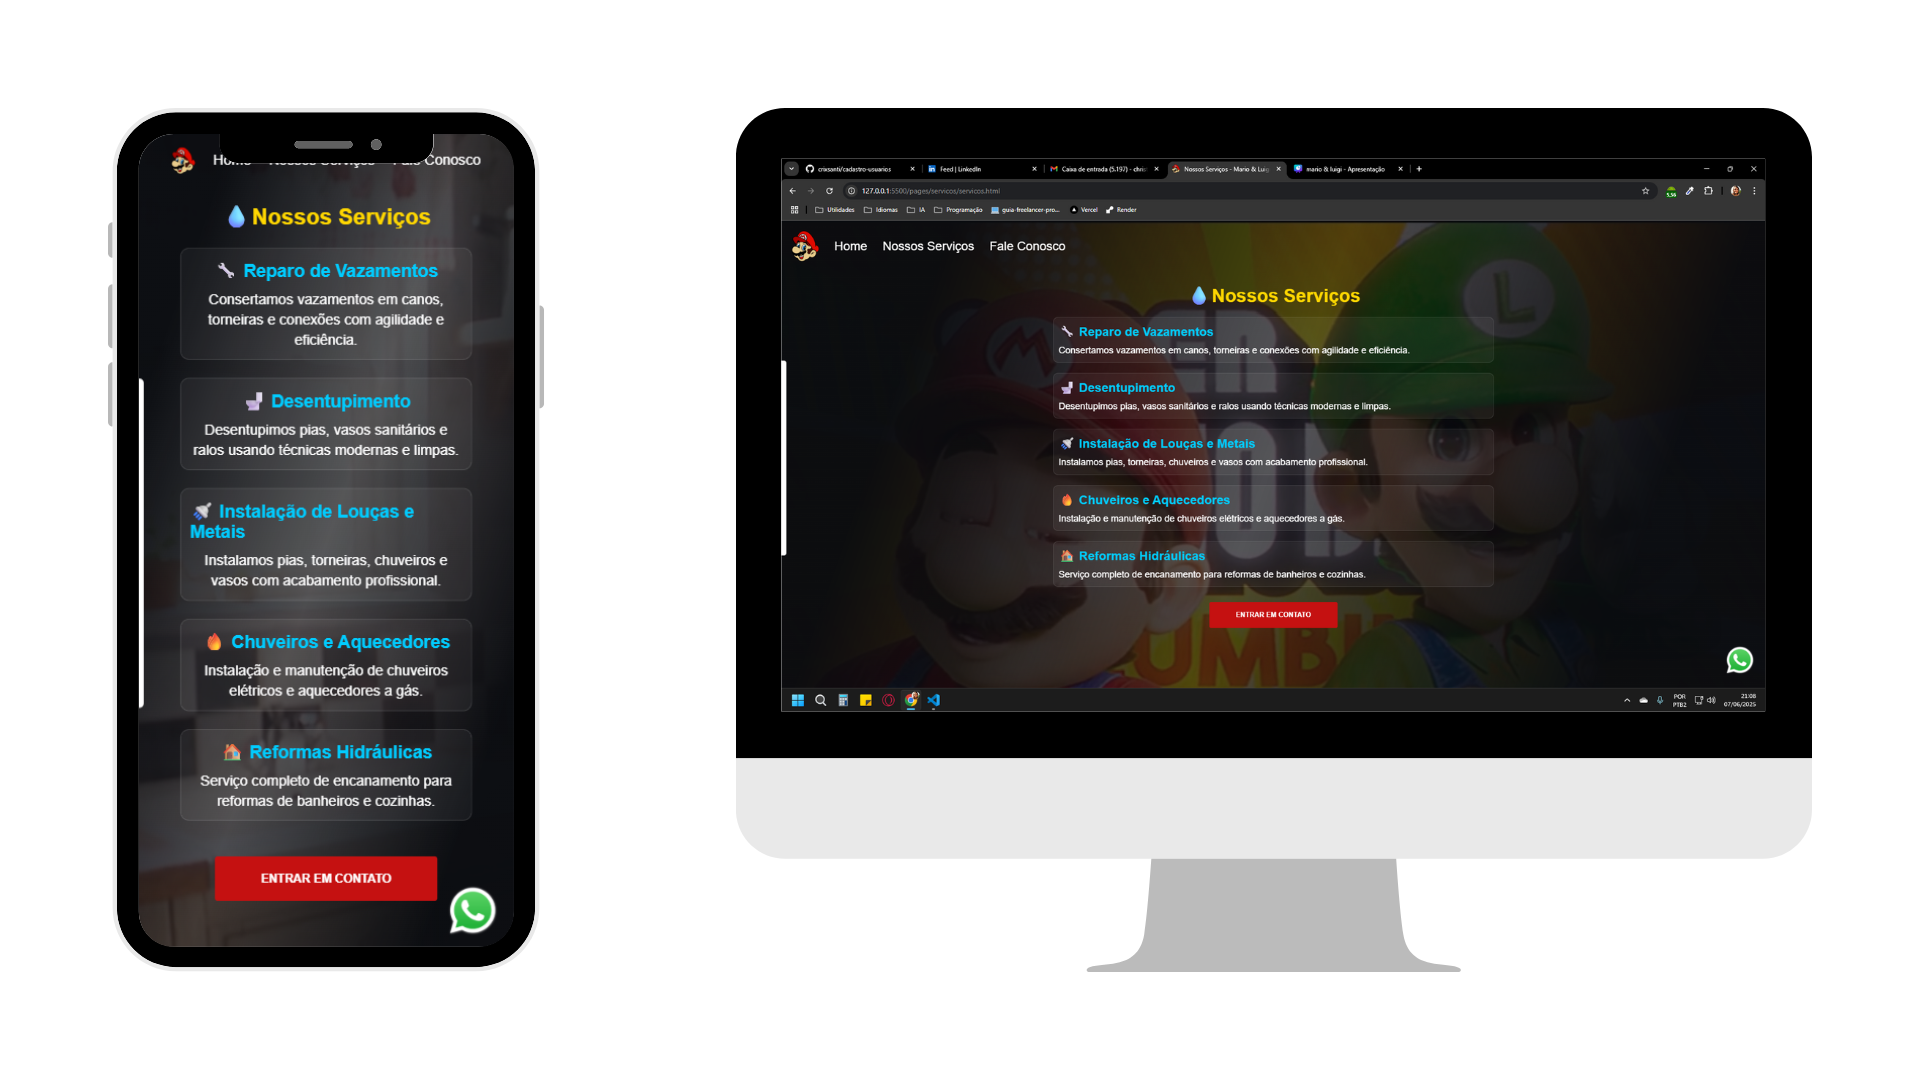 Home Nossos Serviços Fale Conosco
💧 Nossos Serviços
🔧 Reparo de Vazamentos
Consertamos vazamentos em canos,
torneiras e conexões com agilidade e
eficiência.
🚽 Desentupimento
Desentupimos pias, vasos sanitários e
ralos usando técnicas modernas e limpas.
🚿 Instalação de Louças e
Metais
Instalamos pias, torneiras, chuveiros e
vasos com acabamento profissional.
🔥 Chuveiros e Aquecedores
Instalação e manutenção de chuveiros
elétricos e aquecedores a gás.
🏠 Reformas Hidráulicas
Serviço completo de encanamento para
reformas de banheiros e cozinhas.
ENTRAR EM CONTATO
crixsanti/cadastro-usuarios
Feed | LinkedIn
Caixa de entrada (5.197) - chris
Nossos Serviços - Mario & Luig
mario & luigi - Apresentação
127.0.0.1:5500/pages/servicos/servicos.html
5,56
Utilidades Idiomas IA Programação guia-freelancer-pro... Vercel Render
Home Nossos Serviços Fale Conosco
💧 Nossos Serviços
🔧 Reparo de Vazamentos
Consertamos vazamentos em canos, torneiras e conexões com agilidade e eficiência.
🚽 Desentupimento
Desentupimos pias, vasos sanitários e ralos usando técnicas modernas e limpas.
🚿 Instalação de Louças e Metais
Instalamos pias, torneiras, chuveiros e vasos com acabamento profissional.
🔥 Chuveiros e Aquecedores
Instalação e manutenção de chuveiros elétricos e aquecedores a gás.
🏠 Reformas Hidráulicas
Serviço completo de encanamento para reformas de banheiros e cozinhas.
ENTRAR EM CONTATO
M
L
UMB
POR
PTB2
21:08
07/06/2025